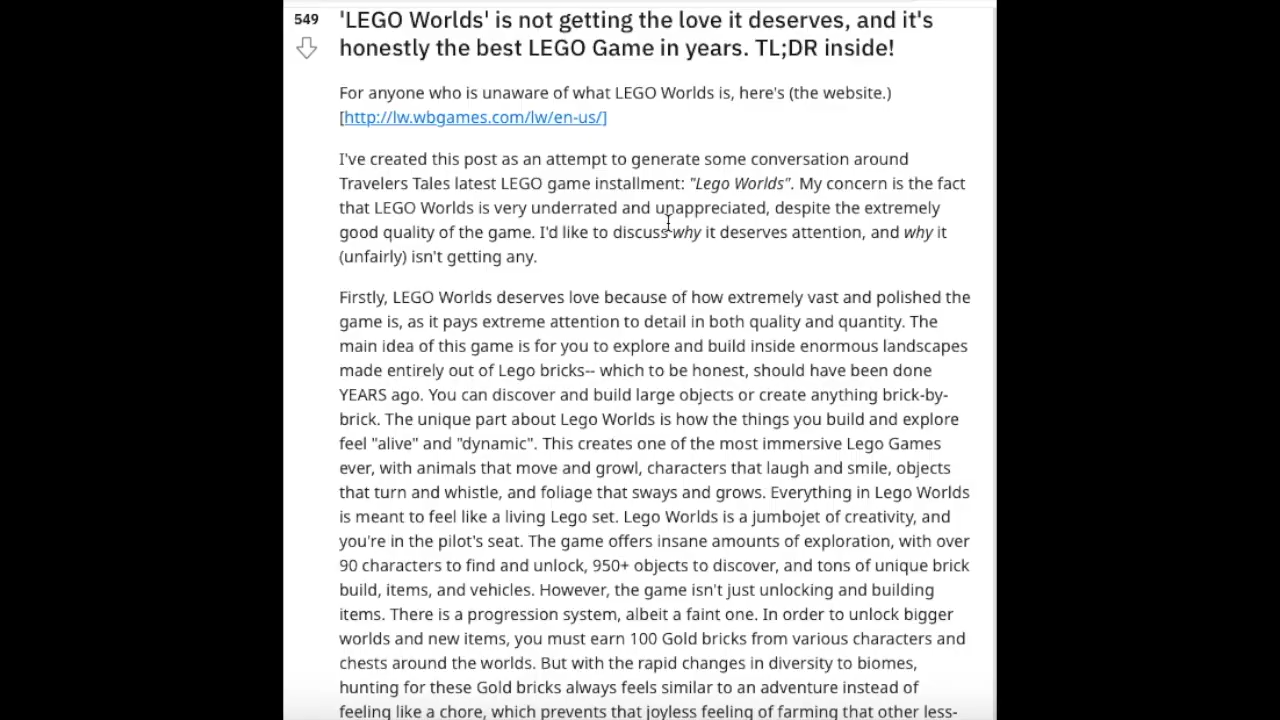 549
'LEGO Worlds' is not getting the love it deserves, and it's
honestly the best LEGO Game in years. TL;DR inside!
For anyone who is unaware of what LEGO Worlds is, here's (the website.)
[http://lw.wbgames.com/lw/en-us/]
I've created this post as an attempt to generate some conversation around
Travelers Tales latest LEGO game installment: "Lego Worlds". My concern is the fact
that LEGO Worlds is very underrated and unappreciated, despite the extremely
good quality of the game. I'd like to discuss why it deserves attention, and why it
(unfairly) isn't getting any.
Firstly, LEGO Worlds deserves love because of how extremely vast and polished the
game is, as it pays extreme attention to detail in both quality and quantity. The
main idea of this game is for you to explore and build inside enormous landscapes
made entirely out of Lego bricks-- which to be honest, should have been done
YEARS ago. You can discover and build large objects or create anything brick-by-
brick. The unique part about Lego Worlds is how the things you build and explore
feel "alive" and "dynamic". This creates one of the most immersive Lego Games
ever, with animals that move and growl, characters that laugh and smile, objects
that turn and whistle, and foliage that sways and grows. Everything in Lego Worlds
is meant to feel like a living Lego set. Lego Worlds is a jumbojet of creativity, and
you're in the pilot's seat. The game offers insane amounts of exploration, with over
90 characters to find and unlock, 950+ objects to discover, and tons of unique brick
build, items, and vehicles. However, the game isn't just unlocking and building
items. There is a progression system, albeit a faint one. In order to unlock bigger
worlds and new items, you must earn 100 Gold bricks from various characters and
chests around the worlds. But with the rapid changes in diversity to biomes,
hunting for these Gold bricks always feels similar to an adventure instead of
feeling like a chore, which prevents that joyless feeling of farming that other less-